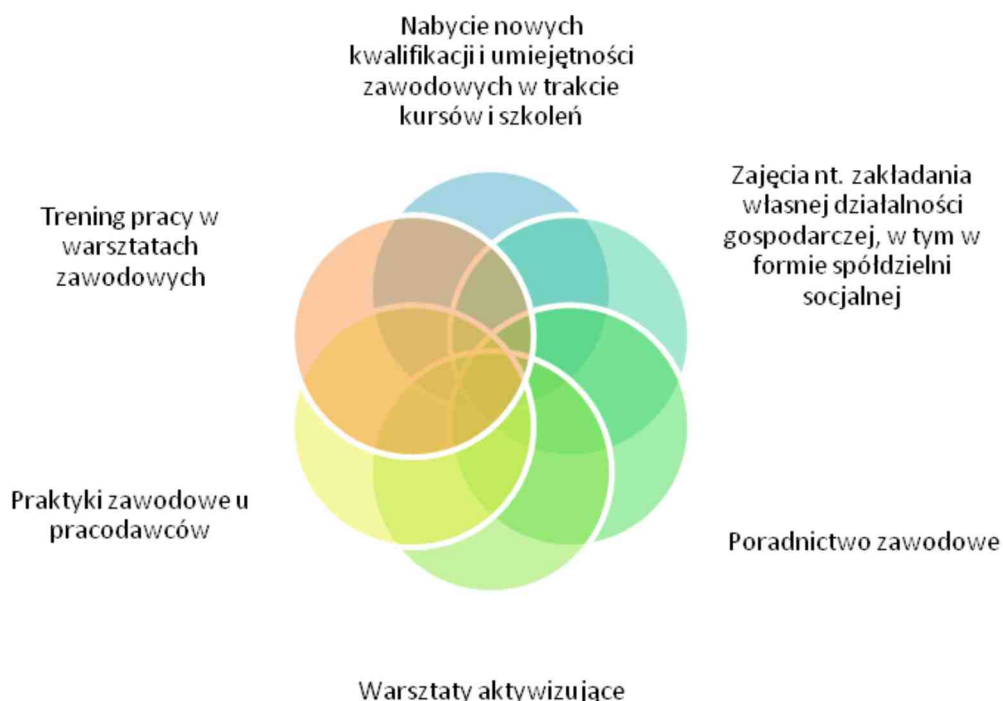 Nabycie nowych
kwalifikacji i umiejętności
zawodowych w trakcie
kursów i szkoleń
Zajęcia nt. zakładania
własnej działalności
gospodarczej, w tym w
formie spółdzielni
socjalnej
Poradnictwo zawodowe
Warsztaty aktywizujące
Praktyki zawodowe u
pracodawców
Trening pracy w
warsztatach
zawodowych